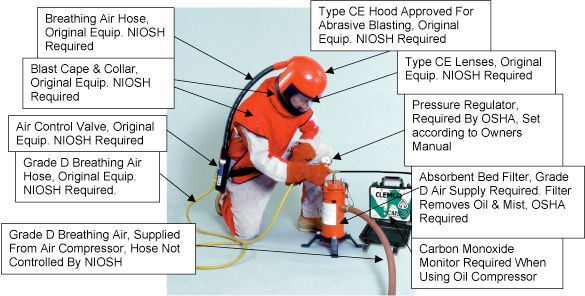 Breathing Air Hose,
Original Equip. NIOSH
Required
Blast Cape & Collar,
Original Equip. NIOSH
Required
Air Control Valve, Original
Equip. NIOSH Required
Grade D Breathing Air
Hose, Original Equip.
NIOSH Required.
Grade D Breathing Air, Supplied
From Air Compressor, Hose Not
Controlled By NIOSH
Type CE Hood Approved For
Abrasive Blasting, Original
Equip. NIOSH Required
Type CE Lenses, Original
Equip. NIOSH Required
Pressure Regulator,
Required By OSHA, Set
according to Owners
Manual
Absorbent Bed Filter, Grade
D Air Supply Required. Filter
Removes Oil & Mist, OSHA
Required
Carbon Monoxide
Monitor Required When
Using Oil Compressor
CLEMCO